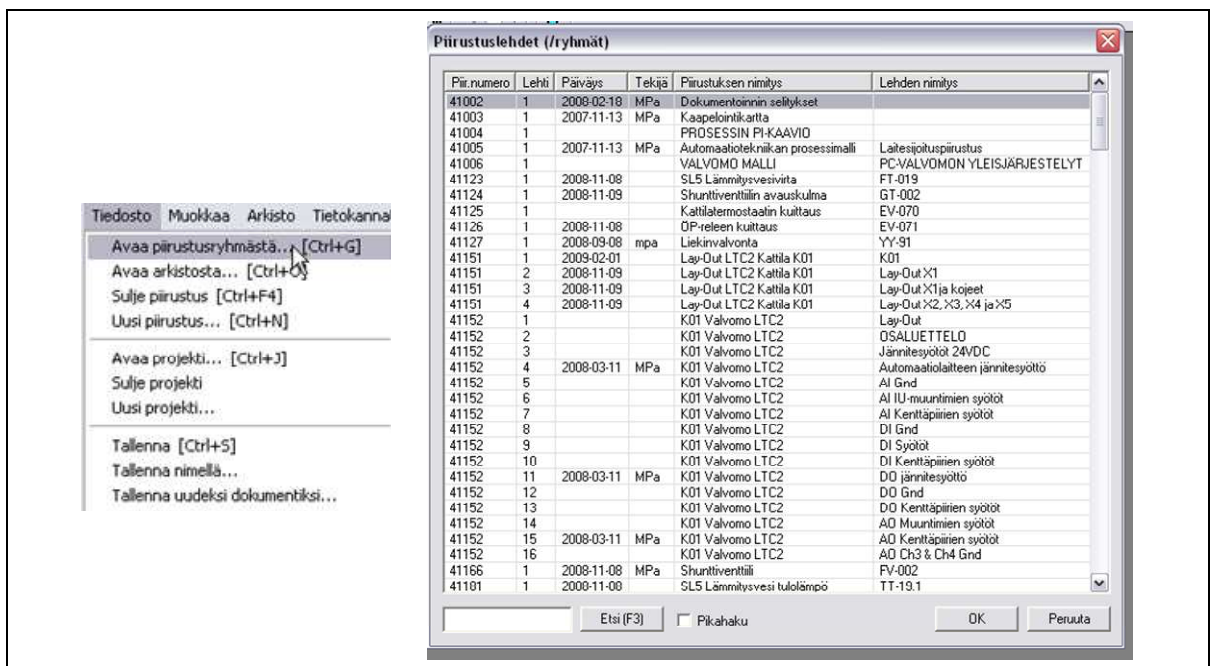 Tiedosto Muokkaa Arkisto Tietokanna
Avaa piirustusryhmästä... [Ctrl+G]
Avaa arkistosta... [Ctrl+O]
Sulje piirustus [Ctrl+F4]
Uusi piirustus... [Ctrl+N]
Avaa projekti... [Ctrl+J]
Sulje projekti
Uusi projekti...
Tallenna [Ctrl+S]
Tallenna nimellä...
Tallenna uudeksi dokumentiksi...
Piirustuslehdet (/ryhmät)
Piir.numero Lehti Päiväys Tekijä Piirustuksen nimitys Lehden nimitys
41002 1 2008-02-18 MPa Dokumentoinnin selitykset
41003 1 2007-11-13 MPa Kaapelointikartta
41004 1 PROSESSIN PI-KAAVIO
41005 1 2007-11-13 MPa Automaatiotekniikan prosessimalli Laitesijoituspiirustus
41006 1 VALVOMO MALLI PC-VALVOMON YLEISJÄRJESTELYT
41123 1 2008-11-08 SL5 Lämmitysvesivirta FT-019
41124 1 2008-11-09 Shunttiventtiilin avauskulma GT-002
41125 1 Kattilatermostaatin kuittaus EV-070
41126 1 2008-11-08 ÖP-releen kuittaus EV-071
41127 1 2008-09-08 mpa Liekinvalvonta YY-91
41151 1 2009-02-01 Lay-Out LTC2 Kattila K01 K01
41151 2 2008-11-09 Lay-Out LTC2 Kattila K01 Lay-Out X1
41151 3 2008-11-09 Lay-Out LTC2 Kattila K01 Lay-Out X1ja kojeet
41151 4 2008-11-09 Lay-Out LTC2 Kattila K01 Lay-Out X2, X3, X4 ja X5
41152 1 K01 Valvomo LTC2 Lay-Out
41152 2 K01 Valvomo LTC2 OSALUETTELO
41152 3 K01 Valvomo LTC2 Jännitesyötöt 24VDC
41152 4 2008-03-11 MPa K01 Valvomo LTC2 Automaatiolaitteen jännitesyöttö
41152 5 K01 Valvomo LTC2 AI Gnd
41152 6 K01 Valvomo LTC2 AI IU-muuntimien syötöt
41152 7 K01 Valvomo LTC2 AI Kenttäpiirien syötöt
41152 8 K01 Valvomo LTC2 DI Gnd
41152 9 K01 Valvomo LTC2 DI Syötöt
41152 10 K01 Valvomo LTC2 DI Kenttäpiirien syötöt
41152 11 2008-03-11 MPa K01 Valvomo LTC2 DO jännitesyöttö
41152 12 K01 Valvomo LTC2 DO Gnd
41152 13 K01 Valvomo LTC2 DO Kenttäpiirien syötöt
41152 14 K01 Valvomo LTC2 AO Muuntimien syötöt
41152 15 2008-03-11 MPa K01 Valvomo LTC2 AO Kenttäpiirien syötöt
41152 16 K01 Valvomo LTC2 AO Ch3 & Ch4 Gnd
41166 1 2008-11-08 MPa Shunttiventtiili FV-002
41181 1 2008-11-08 SL5 Lämmitysvesi tulolämpö TT-19.1
Etsi (F3) Pikahaku OK Peruuta